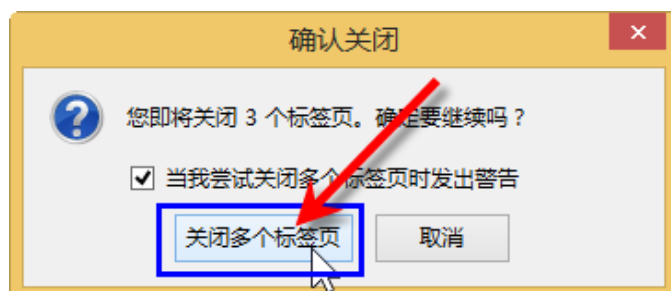 确认关闭
您即将关闭 3 个标签页。确定要继续吗？
当我尝试关闭多个标签页时发出警告
关闭多个标签页
取消